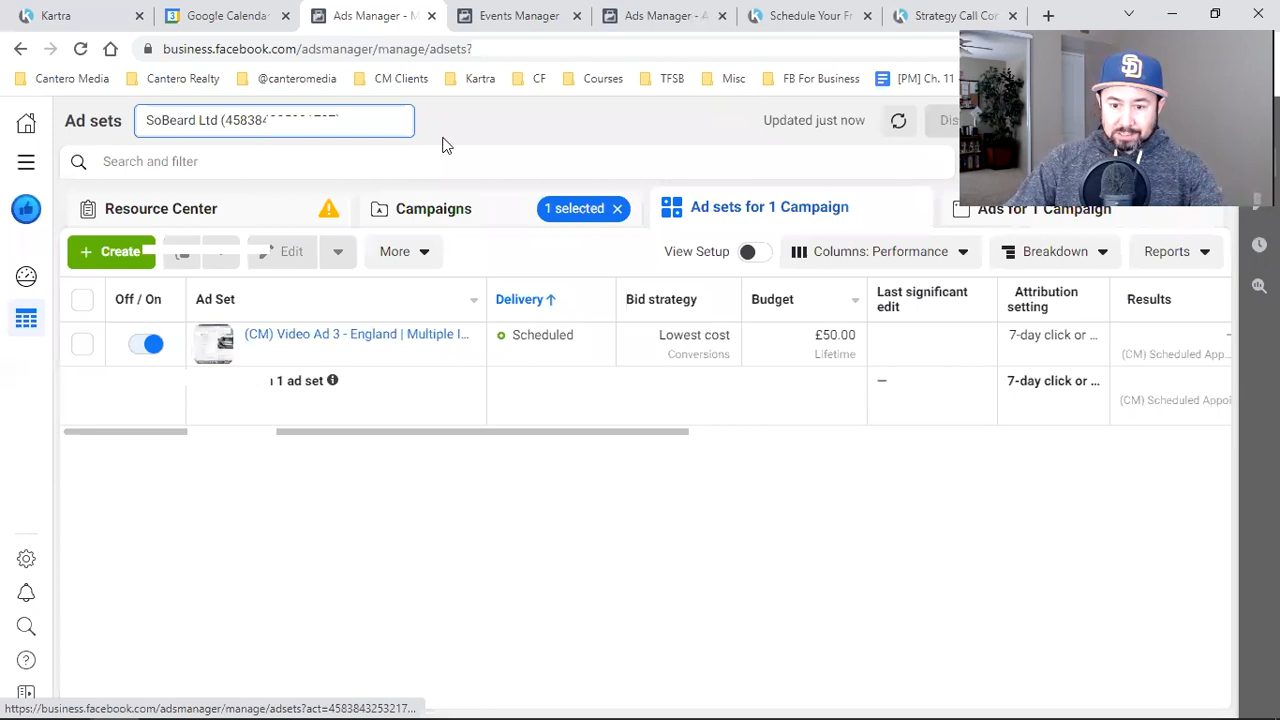 Kartra
Google Calenda
Ads Manager - M
Events Manager
Ads Manager - A
Schedule Your F
Strategy Call Cor
business.facebook.com/adsmanager/manage/adsets?
Cantero Media
Cantero Realty
@canteromedia
CM Clients
Kartra
CF
Courses
TFSB
Misc
FB For Business
[PM] Ch. 11
Ad sets
SoBeard Ltd (45838
Updated just now
Dis
Search and filter
Resource Center
Campaigns
1 selected
Ad sets for 1 Campaign
Ads for 1 Campaign
+ Create
Edit
More
View Setup
Columns: Performance
Breakdown
Reports
Off / On
Ad Set
Delivery ↑
Bid strategy
Budget
Last significant
edit
Attribution
setting
Results
(CM) Video Ad 3 - England | Multiple I...
Scheduled
Lowest cost
Conversions
£50.00
Lifetime
7-day click or ...
(CM) Scheduled App...
1 ad set
—
7-day click or ...
(CM) Scheduled Appoi
https://business.facebook.com/adsmanager/manage/adsets?act=4583843253217...
SD